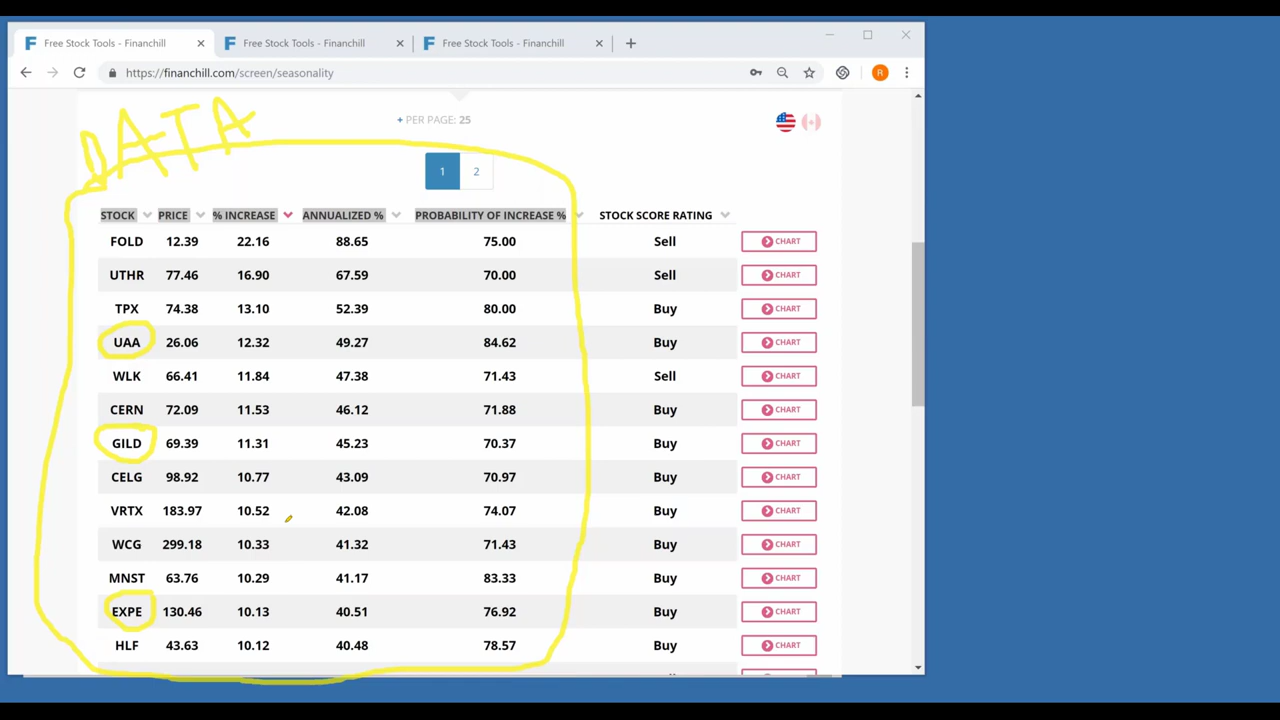 Free Stock Tools - Financhill Free Stock Tools - Financhill Free Stock Tools - Financhill
https://financhill.com/screen/seasonality R
DATA
PER PAGE: 25
1 2
STOCK PRICE % INCREASE ANNUALIZED % PROBABILITY OF INCREASE % STOCK SCORE RATING
FOLD 12.39 22.16 88.65 75.00 Sell CHART
UTHR 77.46 16.90 67.59 70.00 Sell CHART
TPX 74.38 13.10 52.39 80.00 Buy CHART
UAA 26.06 12.32 49.27 84.62 Buy CHART
WLK 66.41 11.84 47.38 71.43 Sell CHART
CERN 72.09 11.53 46.12 71.88 Buy CHART
GILD 69.39 11.31 45.23 70.37 Buy CHART
CELG 98.92 10.77 43.09 70.97 Buy CHART
VRTX 183.97 10.52 42.08 74.07 Buy CHART
WCG 299.18 10.33 41.32 71.43 Buy CHART
MNST 63.76 10.29 41.17 83.33 Buy CHART
EXPE 130.46 10.13 40.51 76.92 Buy CHART
HLF 43.63 10.12 40.48 78.57 Buy CHART